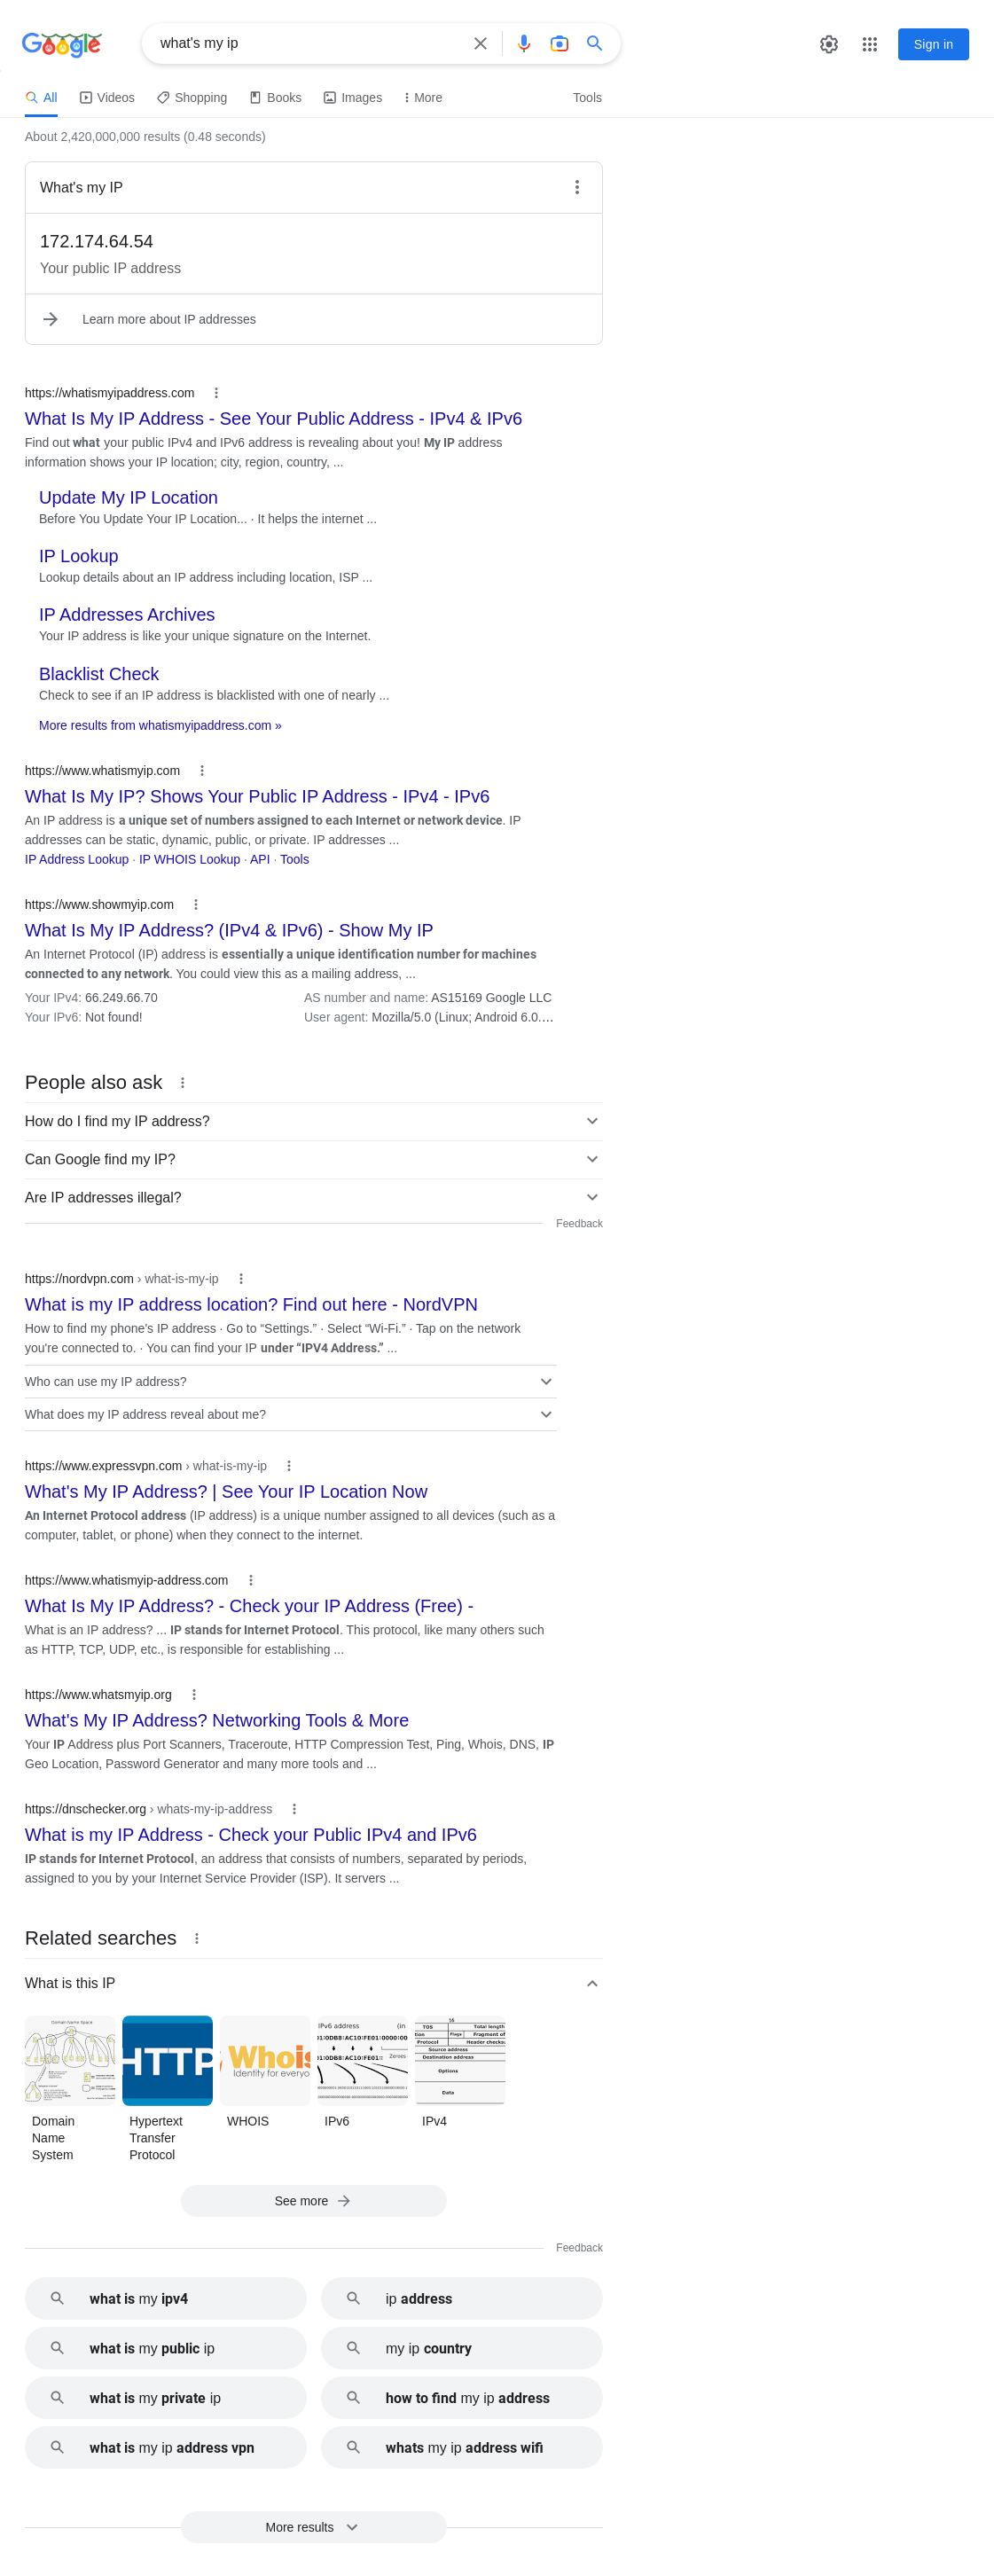 Google
what's my ip
Sign in
All
Videos
Shopping
Books
Images
More
Tools
About 2,420,000,000 results (0.48 seconds)
What's my IP
172.174.64.54
Your public IP address
Learn more about IP addresses
https://whatismyipaddress.com
What Is My IP Address - See Your Public Address - IPv4 & IPv6
Find out what your public IPv4 and IPv6 address is revealing about you! My IP address
information shows your IP location; city, region, country, ...
Update My IP Location
Before You Update Your IP Location... · It helps the internet ...
IP Lookup
Lookup details about an IP address including location, ISP ...
IP Addresses Archives
Your IP address is like your unique signature on the Internet.
Blacklist Check
Check to see if an IP address is blacklisted with one of nearly ...
More results from whatismyipaddress.com »
https://www.whatismyip.com
What Is My IP? Shows Your Public IP Address - IPv4 - IPv6
An IP address is a unique set of numbers assigned to each Internet or network device. IP
addresses can be static, dynamic, public, or private. IP addresses ...
IP Address Lookup · IP WHOIS Lookup · API · Tools
https://www.showmyip.com
What Is My IP Address? (IPv4 & IPv6) - Show My IP
An Internet Protocol (IP) address is essentially a unique identification number for machines
connected to any network. You could view this as a mailing address, ...
Your IPv4: 66.249.66.70
AS number and name: AS15169 Google LLC
Your IPv6: Not found!
User agent: Mozilla/5.0 (Linux; Android 6.0....
People also ask
How do I find my IP address?
Can Google find my IP?
Are IP addresses illegal?
Feedback
https://nordvpn.com › what-is-my-ip
What is my IP address location? Find out here - NordVPN
How to find my phone's IP address · Go to “Settings.” · Select “Wi-Fi.” · Tap on the network
you're connected to. · You can find your IP under “IPV4 Address.” ...
Who can use my IP address?
What does my IP address reveal about me?
https://www.expressvpn.com › what-is-my-ip
What's My IP Address? | See Your IP Location Now
An Internet Protocol address (IP address) is a unique number assigned to all devices (such as a
computer, tablet, or phone) when they connect to the internet.
https://www.whatismyip-address.com
What Is My IP Address? - Check your IP Address (Free) -
What is an IP address? ... IP stands for Internet Protocol. This protocol, like many others such
as HTTP, TCP, UDP, etc., is responsible for establishing ...
https://www.whatsmyip.org
What's My IP Address? Networking Tools & More
Your IP Address plus Port Scanners, Traceroute, HTTP Compression Test, Ping, Whois, DNS, IP
Geo Location, Password Generator and many more tools and ...
https://dnschecker.org › whats-my-ip-address
What is my IP Address - Check your Public IPv4 and IPv6
IP stands for Internet Protocol, an address that consists of numbers, separated by periods,
assigned to you by your Internet Service Provider (ISP). It servers ...
Related searches
What is this IP
Domain Name Space
HTTP
Whois
Identity for everyo
IPv6 address (in
Zeroes
TOS
Total length
Flags
Fragment of
Protocol
Header checks
Source address
Destination address
Options
Data
Domain
Name
System
Hypertext
Transfer
Protocol
WHOIS
IPv6
IPv4
See more
Feedback
what is my ipv4
ip address
what is my public ip
my ip country
what is my private ip
how to find my ip address
what is my ip address vpn
whats my ip address wifi
More results